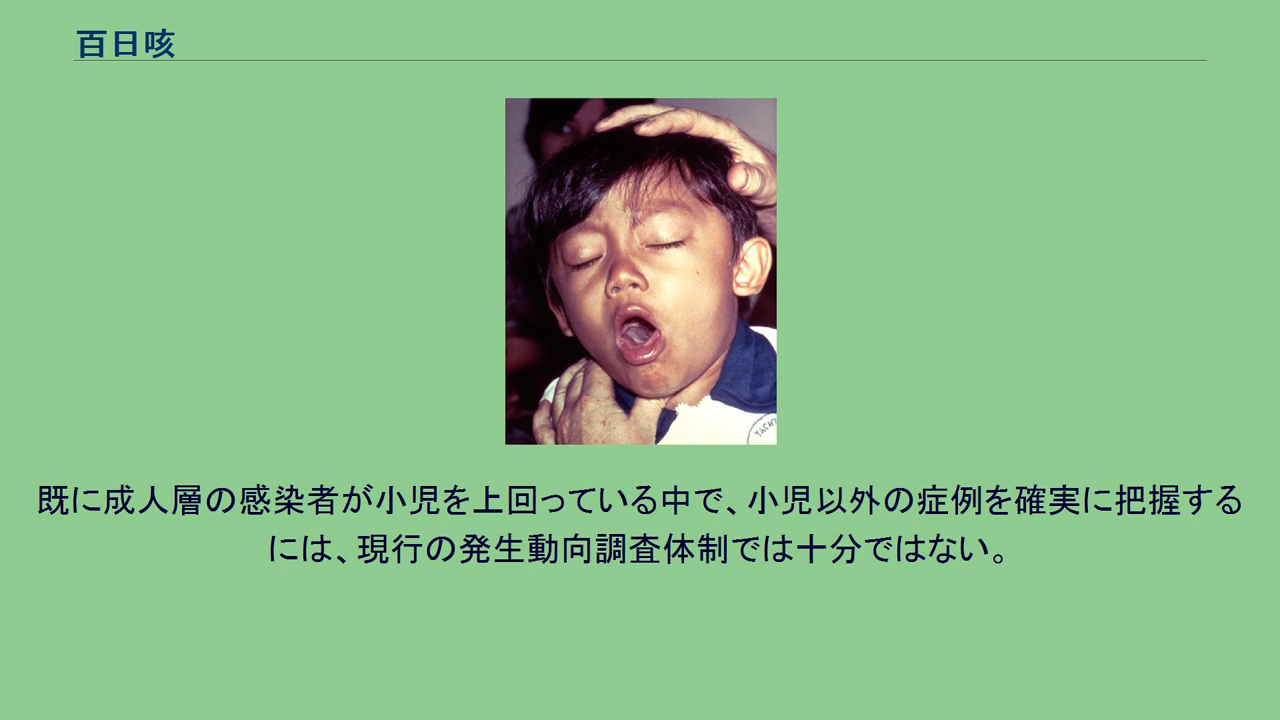 百日咳
既に成人層の感染者が小児を上回っている中で、小児以外の症例を確実に把握する
には、現行の発生動向調査体制では十分ではない。